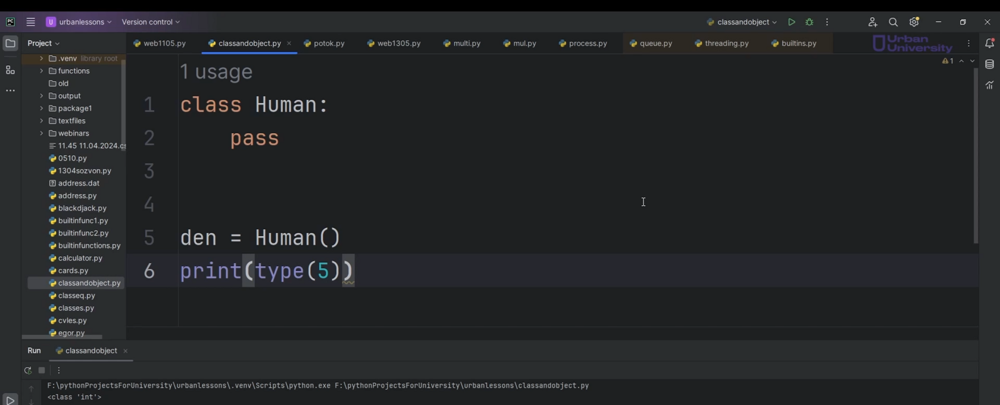 PC
U urbanlessons
Version control
classandobject
Project
web1105.py
classandobject.py
potok.py
web1305.py
multi.py
mul.py
process.py
queue.py
threading.py
builtins.py
Urban
University
.venv library root
functions
old
output
package1
textfiles
webinars
11.45 11.04.2024.cs
0510.py
1304sozvon.py
address.dat
address.py
blackdjack.py
builtinfunc1.py
builtinfunc2.py
builtinfunctions.py
calculator.py
cards.py
classandobject.py
classeq.py
classes.py
cvles.py
egor.py
1
1 usage
1 class Human:
2 pass
3
4
5 den = Human()
6 print(type(5))
Run
classandobject
F:\pythonProjectsForUniversity\urbanlessons\.venv\Scripts\python.exe F:\pythonProjectsForUniversity\urbanlessons\classandobject.py
<class 'int'>